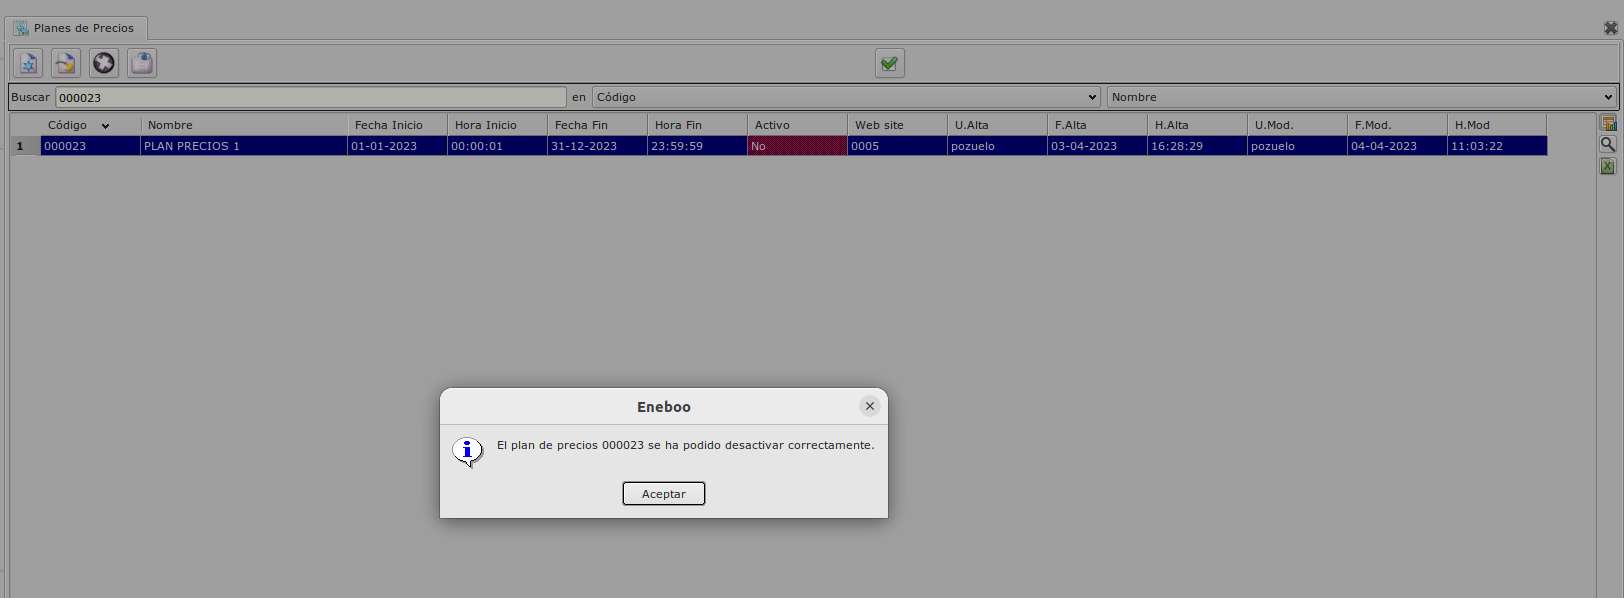 Planes de Precios
Buscar 000023 en Código Nombre
Código Nombre Fecha Inicio Hora Inicio Fecha Fin Hora Fin Activo Web site U.Alta F.Alta H.Alta U.Mod. F.Mod. H.Mod
1 000023 PLAN PRECIOS 1 01-01-2023 00:00:01 31-12-2023 23:59:59 No 0005 pozuelo 03-04-2023 16:28:29 pozuelo 04-04-2023 11:03:22
Eneboo
El plan de precios 000023 se ha podido desactivar correctamente.
Aceptar